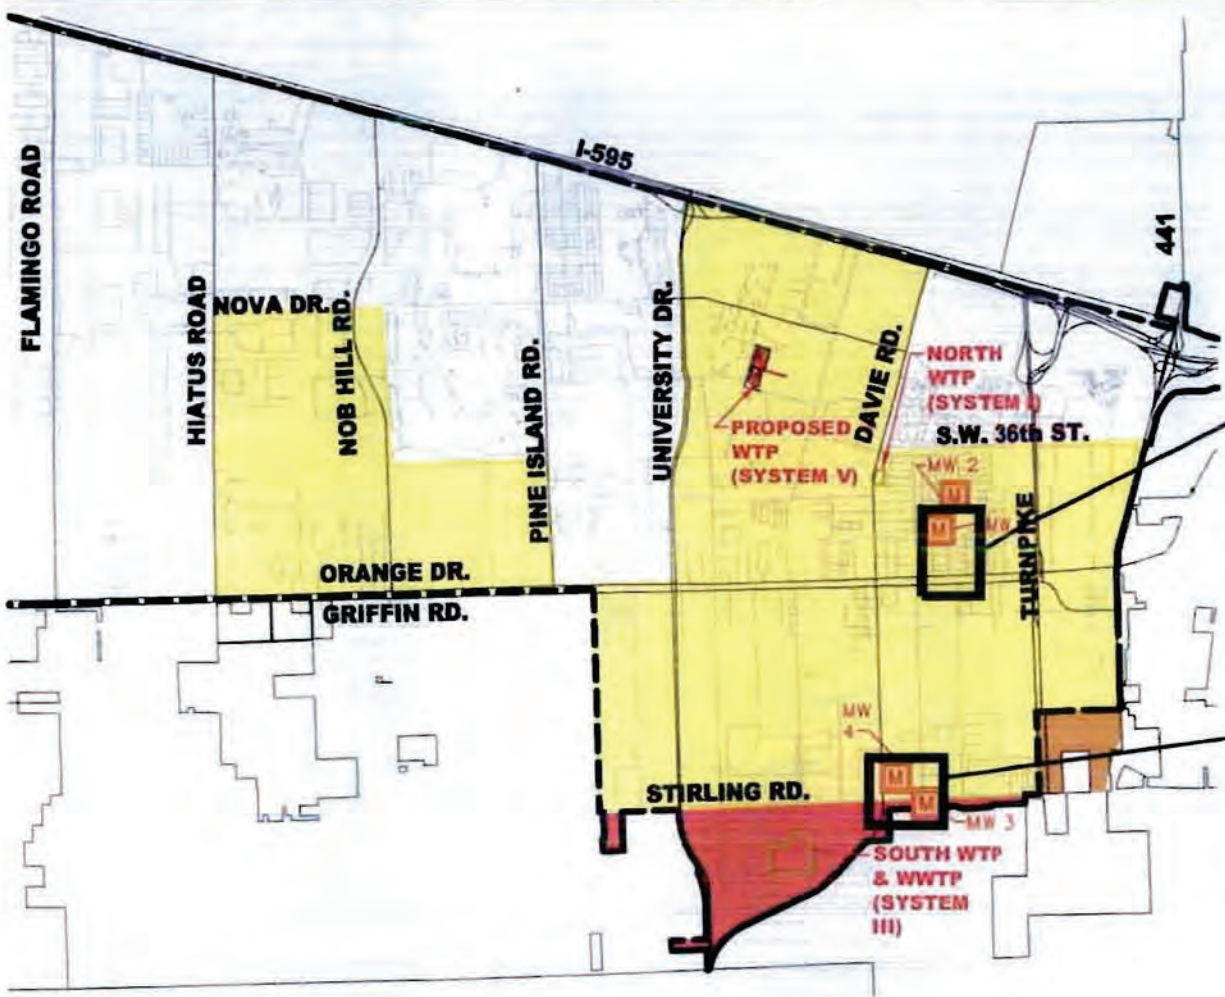 I-595
FLAMINGO ROAD
441
HIATUS ROAD
NOVA DR.
NOB HILL RD.
PINE ISLAND RD.
UNIVERSITY DR.
DAVIE RD.
NORTH
WTP
(SYSTEM I)
PROPOSED
WTP
(SYSTEM V)
S.W. 36th ST.
MW 2
M
M
MW
TURNPIKE
ORANGE DR.
GRIFFIN RD.
MW
4
M
M
STIRLING RD.
MW 3
SOUTH WTP
& WWTP
(SYSTEM
III)